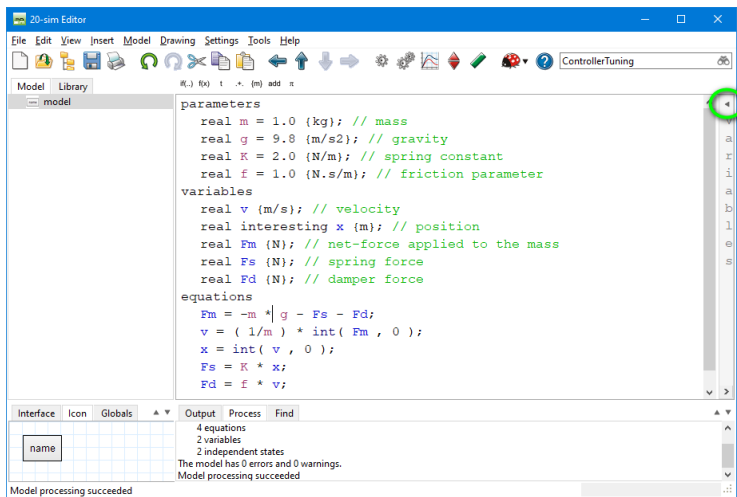 20-sim Editor
File Edit View Insert Model Drawing Settings Tools Help
ControllerTuning
Model Library
if(..) f(x) t .+. {m} add π
model
parameters
real m = 1.0 {kg}; // mass
real g = 9.8 {m/s2}; // gravity
real K = 2.0 {N/m}; // spring constant
real f = 1.0 {N.s/m}; // friction parameter
variables
real v {m/s}; // velocity
real interesting x {m}; // position
real Fm {N}; // net-force applied to the mass
real Fs {N}; // spring force
real Fd {N}; // damper force
equations
Fm = -m * g - Fs - Fd;
v = ( 1/m ) * int( Fm , 0 );
x = int( v , 0 );
Fs = K * x;
Fd = f * v;
variables
Interface Icon Globals
Output Process Find
name
4 equations
2 variables
2 independent states
The model has 0 errors and 0 warnings.
Model processing succeeded
Model processing succeeded